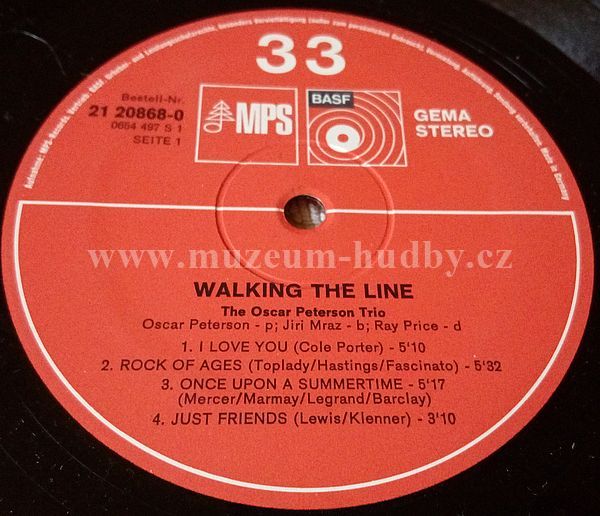 33
Bestell-Nr.
21 20868-0
0654 497 S 1
SEITE 1
MPS
BASF
GEMA
STEREO
www.muzeum-hudby.cz
WALKING THE LINE
The Oscar Peterson Trio
Oscar Peterson - p; Jiri Mraz - b; Ray Price - d
1. I LOVE YOU (Cole Porter) - 5'10
2. ROCK OF AGES (Toplady/Hastings/Fascinato) - 5'32
3. ONCE UPON A SUMMERTIME - 5'17
(Mercer/Marmay/Legrand/Barclay)
4. JUST FRIENDS (Lewis/Klenner) - 3'10